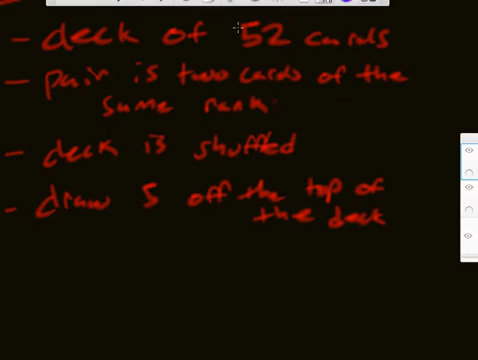 - deck of 52 cards
- pair is two cards of the
same rank
- deck is shuffled
- draw 5 off the top of
the deck